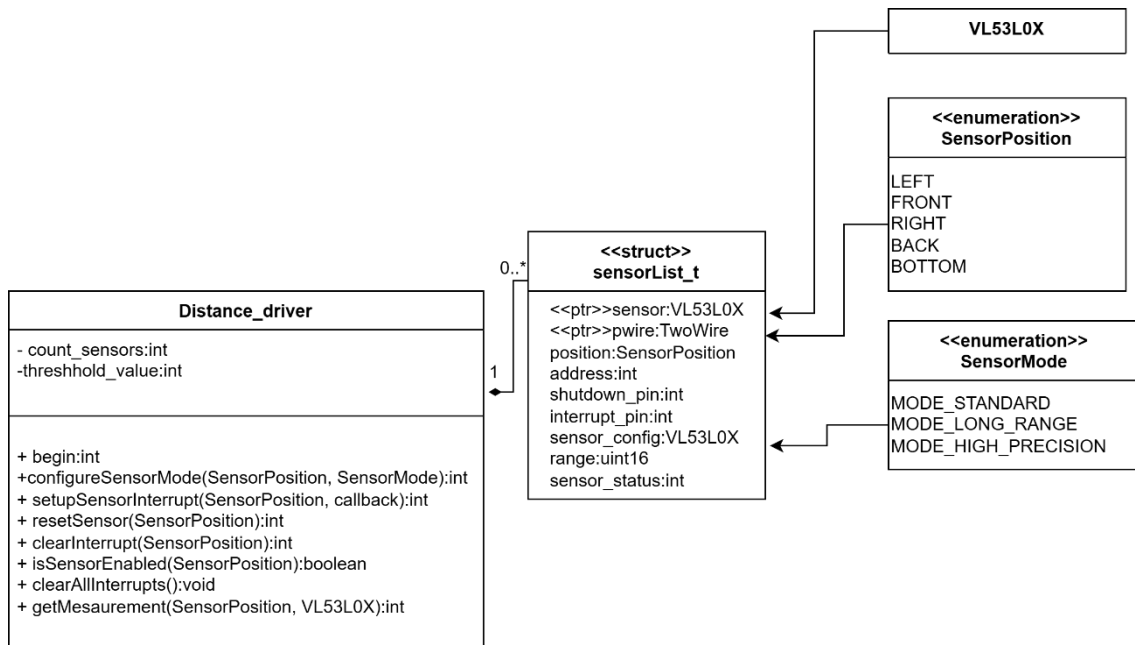 VL53L0X
<<enumeration>>
SensorPosition
LEFT
FRONT
RIGHT
BACK
BOTTOM
<<struct>>
sensorList_t
0..*
<<ptr>>sensor:VL53L0X
<<ptr>>pwire:TwoWire
position:SensorPosition
address:int
shutdown_pin:int
interrupt_pin:int
sensor_config:VL53L0X
range:uint16
sensor_status:int
<<enumeration>>
SensorMode
MODE_STANDARD
MODE_LONG_RANGE
MODE_HIGH_PRECISION
Distance_driver
- count_sensors:int
-threshhold_value:int
1
+ begin:int
+configureSensorMode(SensorPosition, SensorMode):int
+ setupSensorInterrupt(SensorPosition, callback):int
+ resetSensor(SensorPosition):int
+ clearInterrupt(SensorPosition):int
+ isSensorEnabled(SensorPosition):boolean
+ clearAllInterrupts():void
+ getMesaurement(SensorPosition, VL53L0X):int